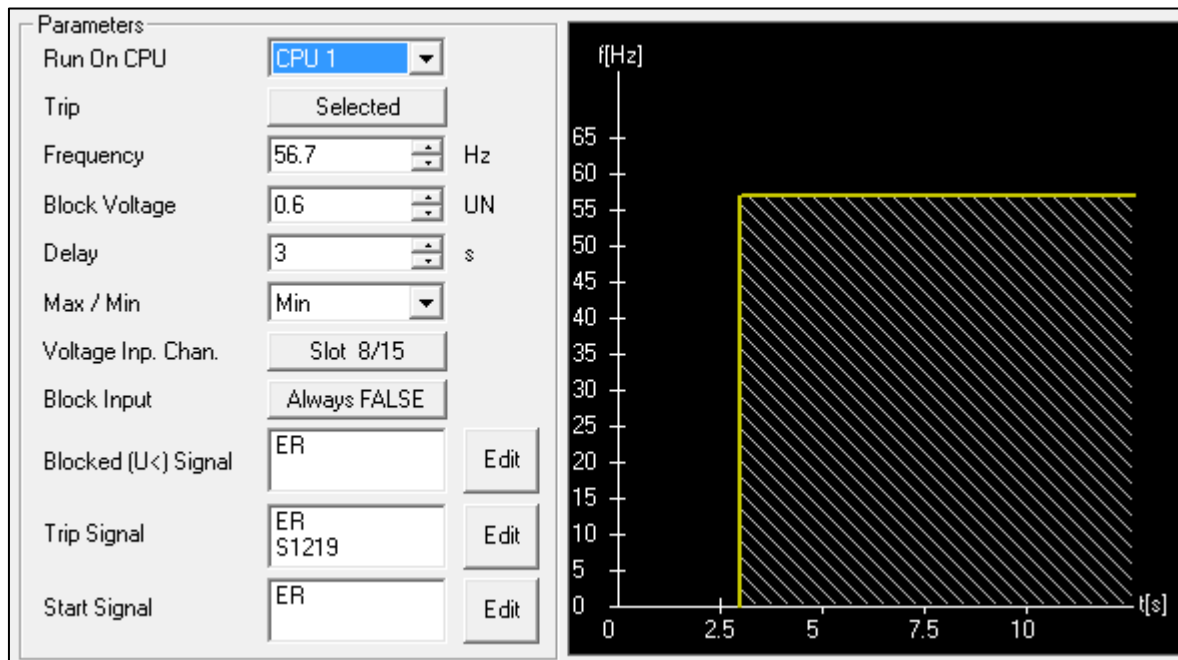 Parameters
Run On CPU CPU 1
Trip Selected
Frequency 56.7 Hz
Block Voltage 0.6 UN
Delay 3 s
Max / Min Min
Voltage Inp. Chan. Slot 8/15
Block Input Always FALSE
Blocked (U<) Signal ER Edit
Trip Signal ER Edit
S1219
Start Signal ER Edit
f[Hz]
65
60
55
50
45
40
35
30
25
20
15
10
5
0
t[s]
0 2.5 5 7.5 10